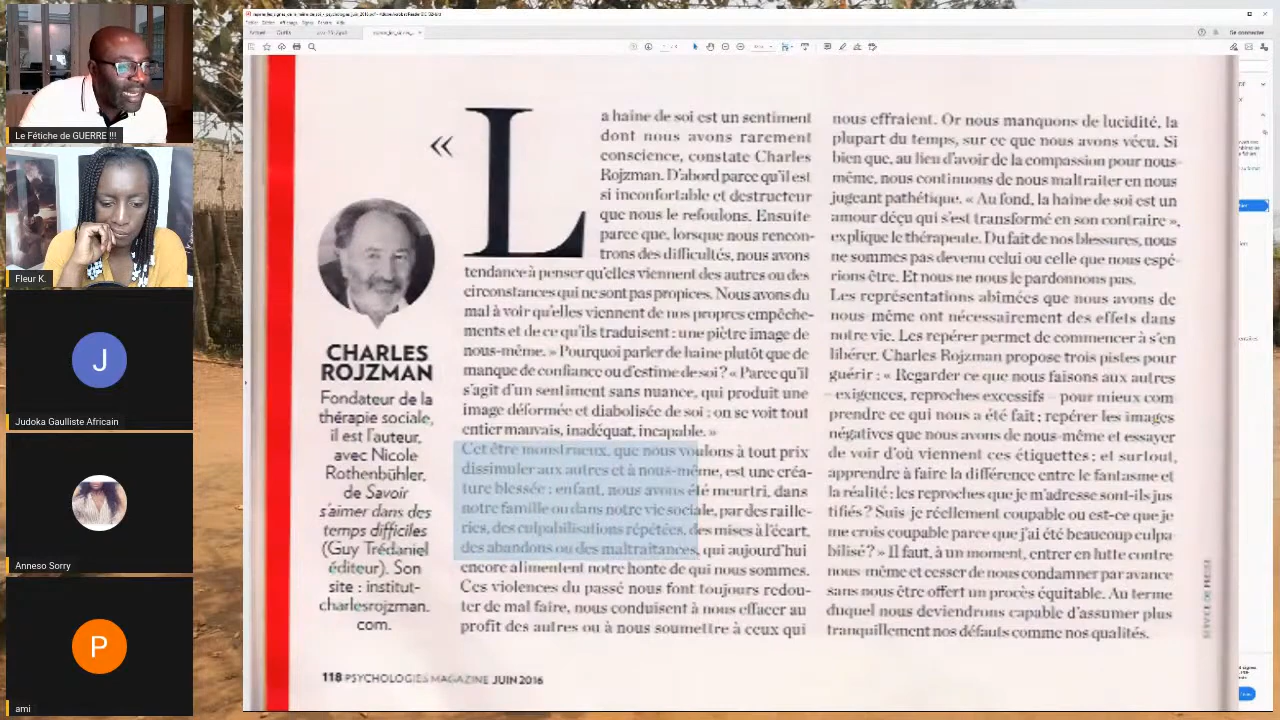 Le Fétiche de GUERRE !!!
Fleur K.
J
Judoka Gaulliste Africain
Anneso Sorry
P
ami
Accueil
Outils
Se connecter
«
CHARLES
ROJZMAN
Fondateur de la
thérapie sociale,
il est l'auteur,
avec Nicole
Rothenbühler,
de Savoir
s'aimer dans des
temps difficiles
(Guy Trédaniel
éditeur). Son
site : institut-
charlesrojzman.
com.
La haine de soi est un sentiment
dont nous avons rarement
conscience, constate Charles
Rojzman. D'abord parce qu'il est
si inconfortable et destructeur
que nous le refoulons. Ensuite
parce que, lorsque nous rencon-
trons des difficultés, nous avons
tendance à penser qu'elles viennent des autres ou des
circonstances qui ne sont pas propices. Nous avons du
mal à voir qu'elles viennent de nos propres empêche-
ments et de ce qu'ils traduisent : une piètre image de
nous-même. » Pourquoi parler de haine plutôt que de
manque de confiance ou d'estime de soi ? « Parce qu'il
s'agit d'un sentiment sans nuance, qui produit une
image déformée et diabolisée de soi : on se voit tout
entier mauvais, inadéquat, incapable. »
Cet être monstrueux, que nous voulons à tout prix
dissimuler aux autres et à nous-même, est une créa-
ture blessée : enfant, nous avons été meurtri, dans
notre famille ou dans notre vie sociale, par des raille-
ries, des culpabilisations répétées, des mises à l'écart,
des abandons ou des maltraitances, qui aujourd'hui
encore alimentent notre honte de qui nous sommes.
Ces violences du passé nous font toujours redou-
ter de mal faire, nous conduisent à nous effacer au
profit des autres ou à nous soumettre à ceux qui
nous effraient. Or nous manquons de lucidité, la
plupart du temps, sur ce que nous avons vécu. Si
bien que, au lieu d'avoir de la compassion pour nous-
même, nous continuons de nous maltraiter en nous
jugeant pathétique. « Au fond, la haine de soi est un
amour déçu qui s'est transformé en son contraire »,
explique le thérapeute. Du fait de nos blessures, nous
ne sommes pas devenu celui ou celle que nous espé-
rions être. Et nous ne nous le pardonnons pas.
Les représentations abîmées que nous avons de
nous-même ont nécessairement des effets dans
notre vie. Les repérer permet de commencer à s'en
libérer. Charles Rojzman propose trois pistes pour
guérir : « Regarder ce que nous faisons aux autres
– exigences, reproches excessifs – pour mieux com-
prendre ce qui nous a été fait ; repérer les images
négatives que nous avons de nous-même et essayer
de voir d'où viennent ces étiquettes ; et surtout,
apprendre à faire la différence entre le fantasme et
la réalité : les reproches que je m'adresse sont-ils jus-
tifiés ? Suis-je réellement coupable ou est-ce que je
me crois coupable parce que j'ai été beaucoup culpa-
bilisé ? » Il faut, à un moment, entrer en lutte contre
nous-même et cesser de nous condamner par avance
sans nous être offert un procès équitable. Au terme
duquel nous deviendrons capable d'assumer plus
tranquillement nos défauts comme nos qualités.
SERVICE DE PRESSE
118 PSYCHOLOGIES MAGAZINE JUIN 2016